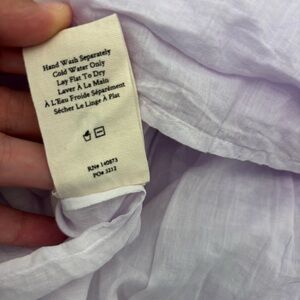 Hand Wash Separately
Cold Water Only
Lay Flat To Dry
Laver À La Main
À L'Eau Froide Séparément
Sécher Le Linge À Plat
RN# 140873
PO# 3212